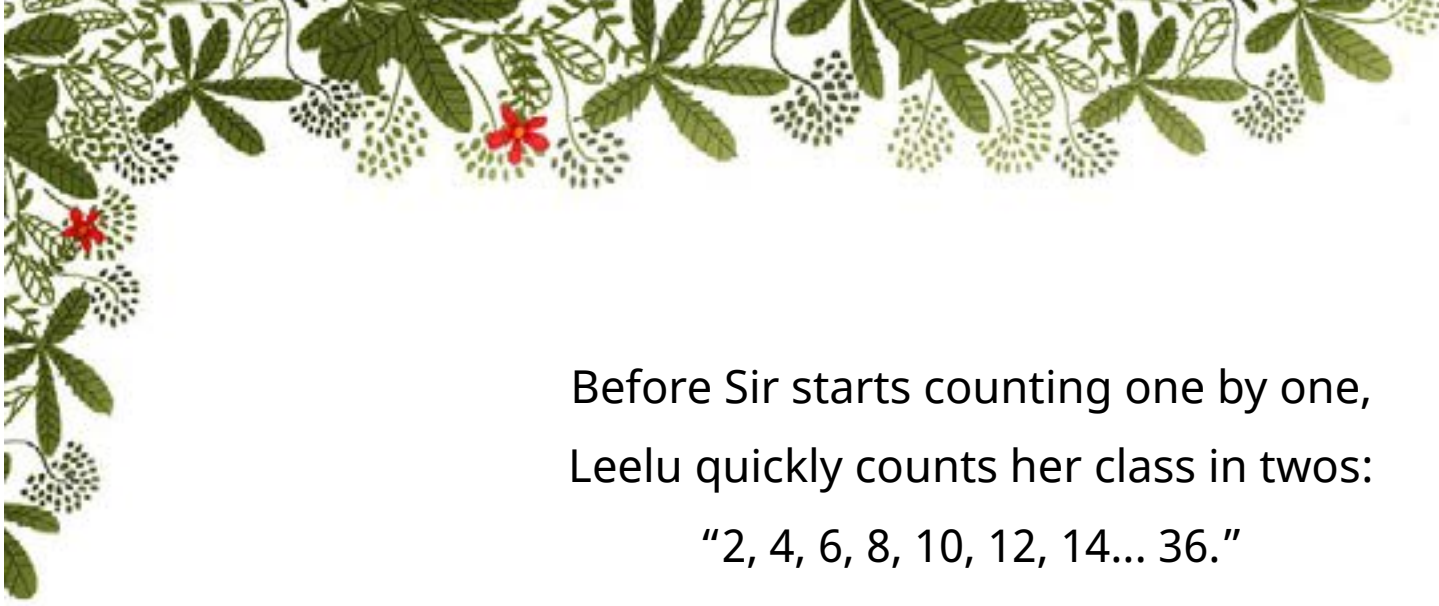 Before Sir starts counting one by one,
Leelu quickly counts her class in twos:
“2, 4, 6, 8, 10, 12, 14... 36.”